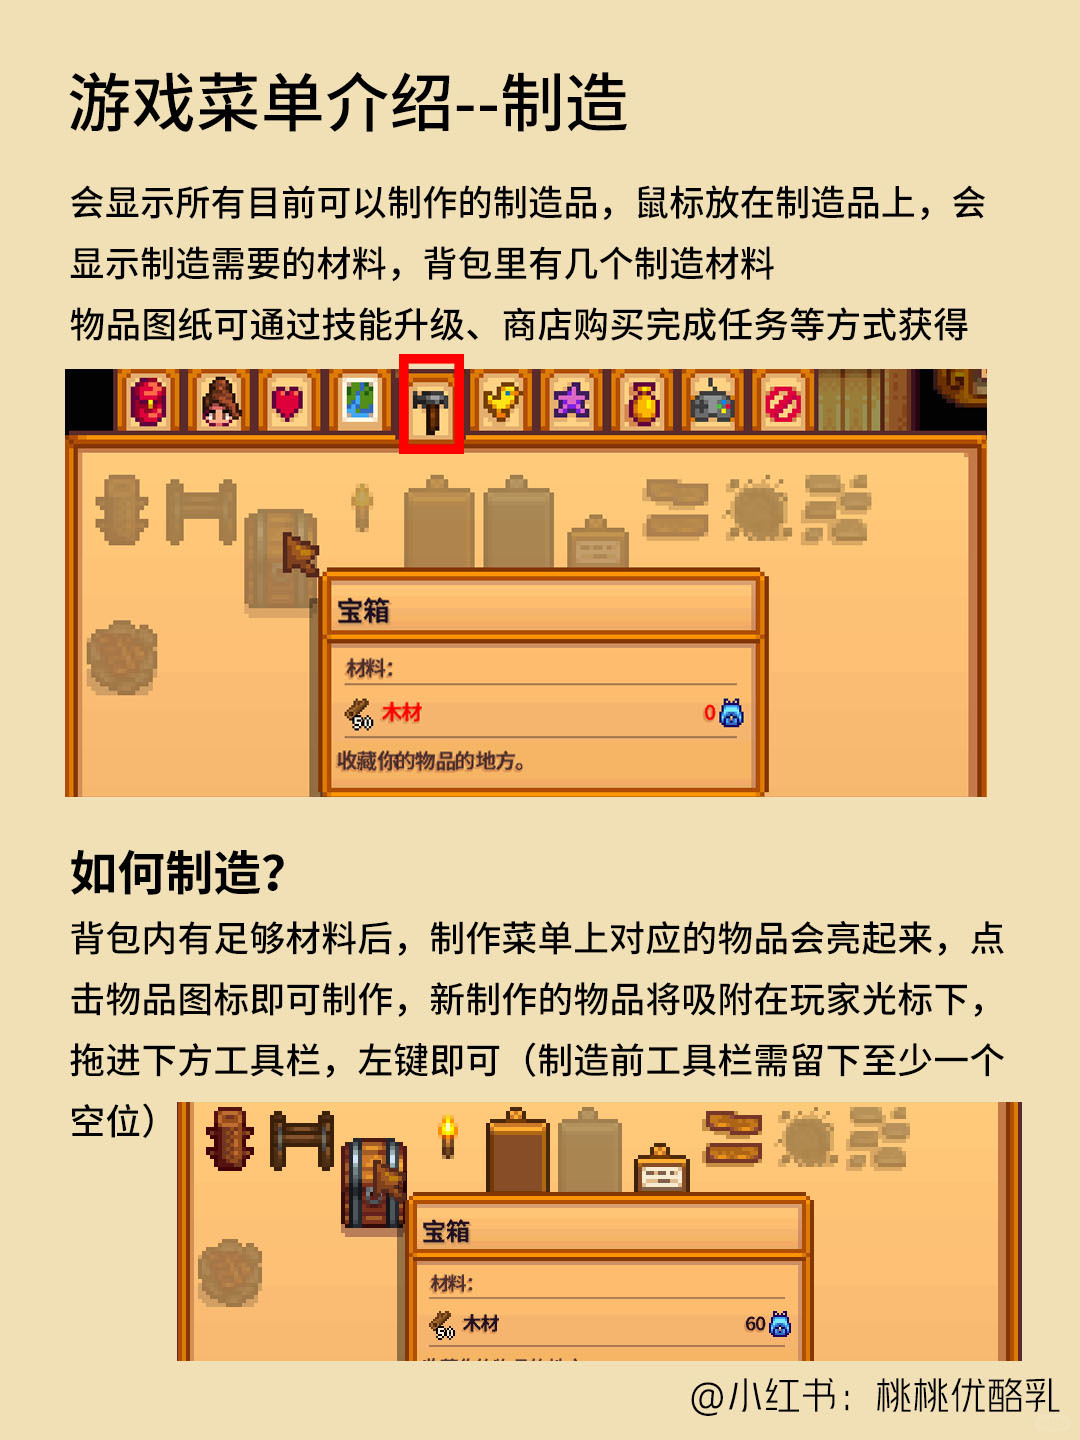 游戏菜单介绍--制造
会显示所有目前可以制作的制造品，鼠标放在制造品上，会
显示制造需要的材料，背包里有几个制造材料
物品图纸可通过技能升级、商店购买完成任务等方式获得
宝箱
材料：
50 木材 0
收藏你的物品的地方。
如何制造？
背包内有足够材料后，制作菜单上对应的物品会亮起来，点
击物品图标即可制作，新制作的物品将吸附在玩家光标下，
拖进下方工具栏，左键即可（制造前工具栏需留下至少一个
空位）
宝箱
材料：
50 木材 60
@小红书：桃桃优酪乳